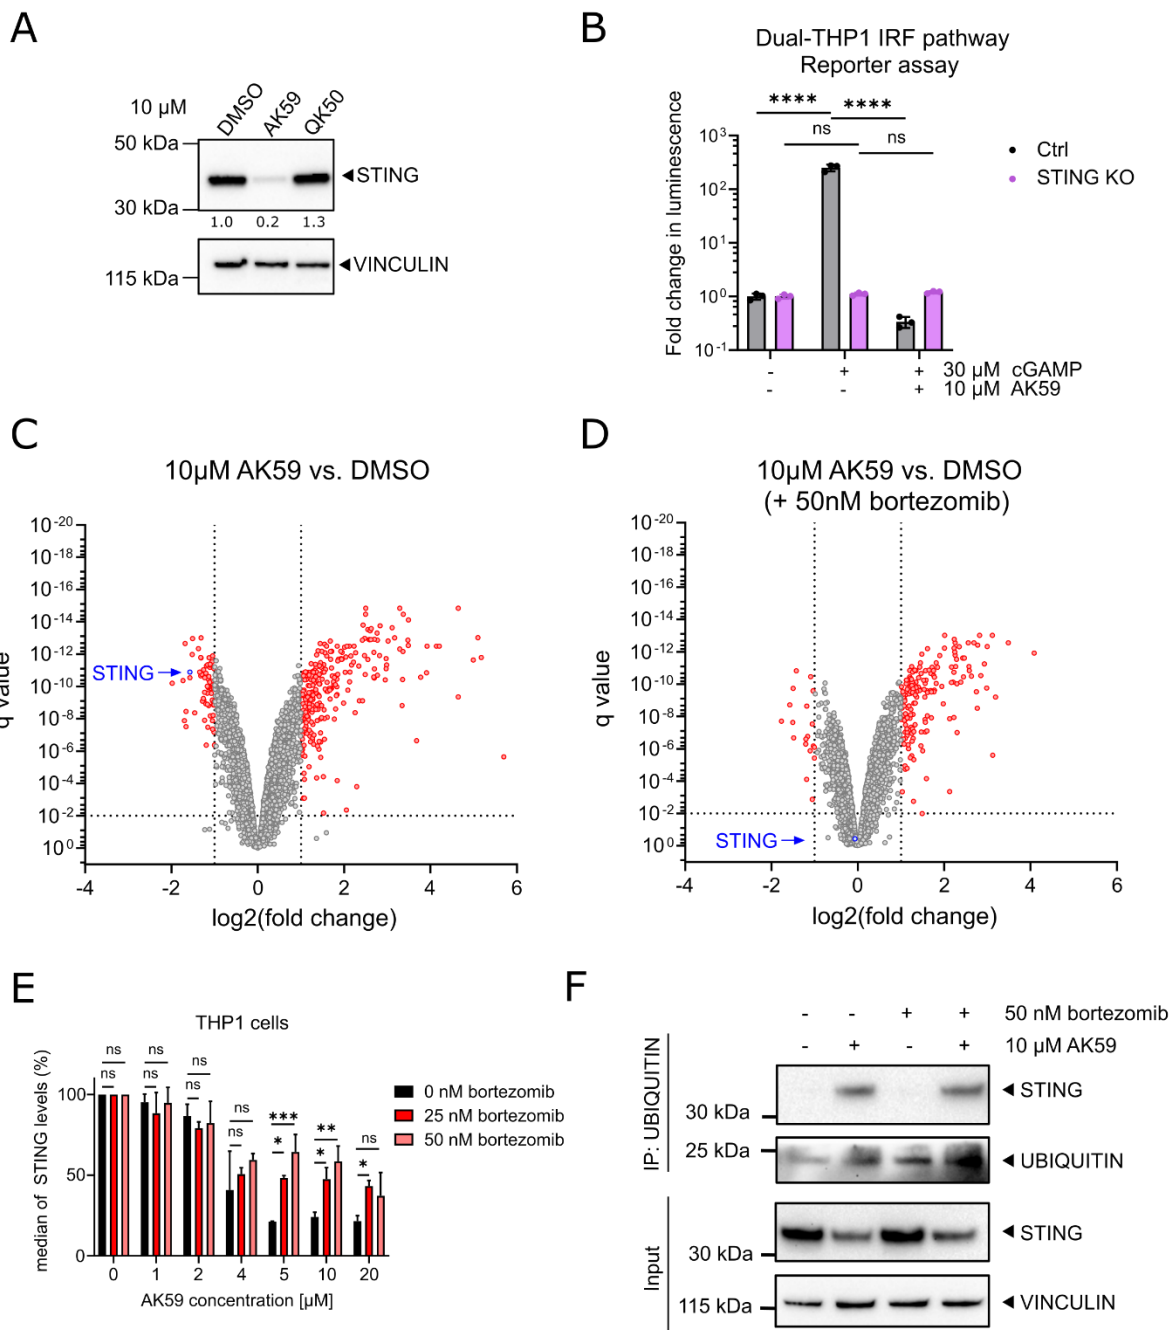 A
10 µM
DMSO
AK59
QK50
50 kDa
STING
30 kDa
1.0 0.2 1.3
VINCULIN
115 kDa
B
Dual-THP1 IRF pathway
Reporter assay
**** ****
ns ns
Fold change in luminescence
10³
10²
10¹
10⁰
10⁻¹
Ctrl
STING KO
- + + 30 µM cGAMP
- - + 10 µM AK59
C
10µM AK59 vs. DMSO
q value
10⁻²⁰
10⁻¹⁸
10⁻¹⁶
10⁻¹⁴
10⁻¹²
10⁻¹⁰
10⁻⁸
10⁻⁶
10⁻⁴
10⁻²
10⁰
STING
-4 -2 0 2 4 6
log2(fold change)
D
10µM AK59 vs. DMSO
(+ 50nM bortezomib)
q value
10⁻²⁰
10⁻¹⁸
10⁻¹⁶
10⁻¹⁴
10⁻¹²
10⁻¹⁰
10⁻⁸
10⁻⁶
10⁻⁴
10⁻²
10⁰
STING
-4 -2 0 2 4 6
log2(fold change)
E
THP1 cells
median of STING levels (%)
100
50
0
ns ns ns ns *** ** ns
ns ns ns ns * * *
0 nM bortezomib
25 nM bortezomib
50 nM bortezomib
0 1 2 4 5 10 20
AK59 concentration [µM]
F
- - + + 50 nM bortezomib
- + - + 10 µM AK59
IP: UBIQUITIN
STING
30 kDa
25 kDa
UBIQUITIN
Input
STING
30 kDa
115 kDa
VINCULIN